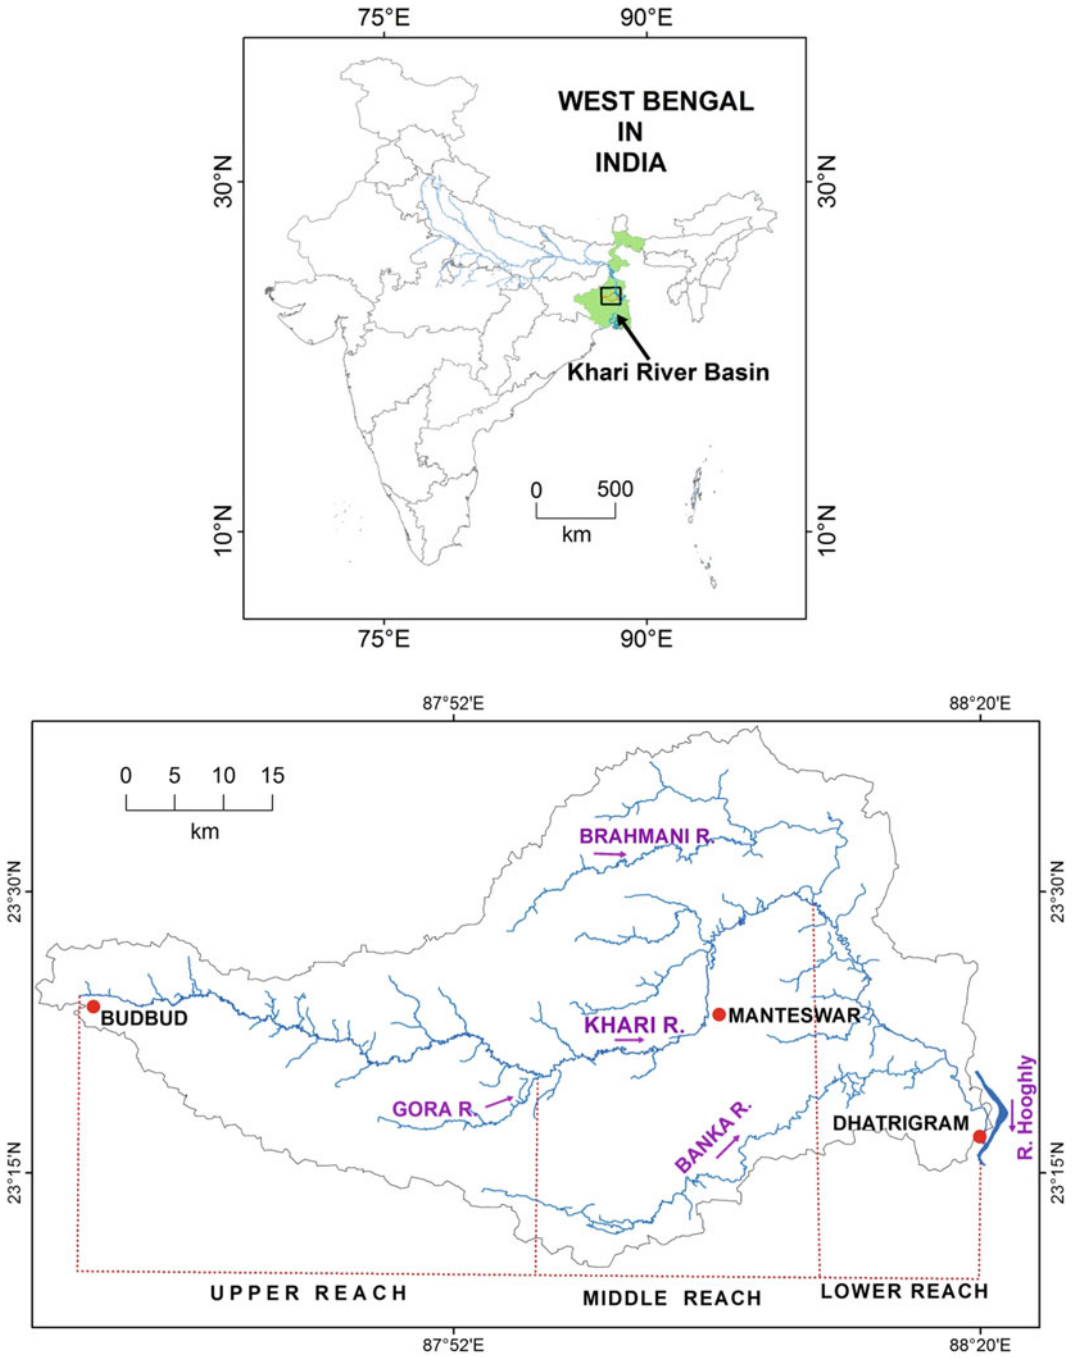 75°E 90°E
WEST BENGAL
IN
INDIA
30°N 30°N
Khari River Basin
0 500
km
10°N 10°N
75°E 90°E
87°52'E 88°20'E
0 5 10 15
km
BRAHMANI R.
23°30'N 23°30'N
BUDBUD
MANTESWAR
KHARI R.
GORA R.
BANKA R.
DHATRIGRAM
R. Hooghly
23°15'N 23°15'N
UPPER REACH MIDDLE REACH LOWER REACH
87°52'E 88°20'E